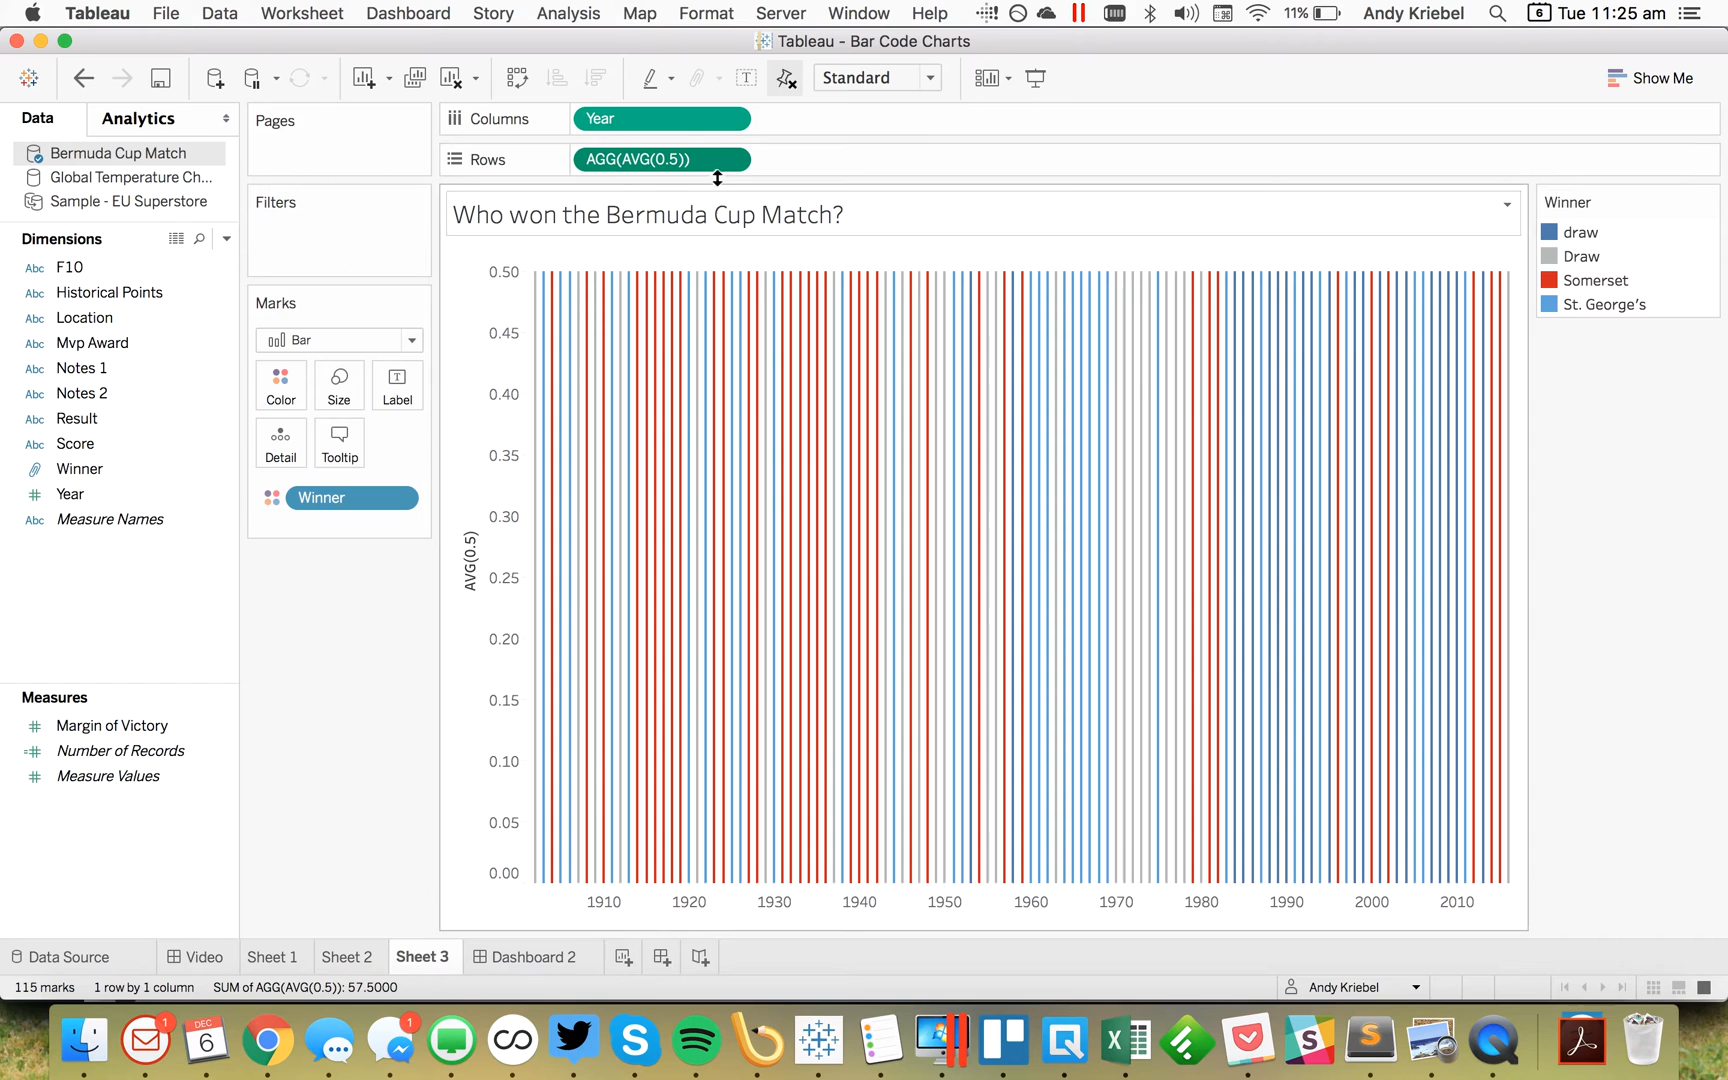 Tableau File Data Worksheet Dashboard Story Analysis Map Format Server Window Help 11% Andy Kriebel 6 Tue 11:25 am
Tableau - Bar Code Charts
Standard Show Me
Data Analytics
Bermuda Cup Match
Global Temperature Ch...
Sample - EU Superstore
Dimensions
Abc F10
Abc Historical Points
Abc Location
Abc Mvp Award
Abc Notes 1
Abc Notes 2
Abc Result
Abc Score
Winner
Year
Abc Measure Names
Measures
Margin of Victory
Number of Records
Measure Values
Pages
Filters
Marks
Bar
Color Size Label
Detail Tooltip
Winner
Columns Year
Rows AGG(AVG(0.5))
Who won the Bermuda Cup Match?
0.50
0.45
0.40
0.35
0.30
0.25
0.20
0.15
0.10
0.05
0.00
AVG(0.5)
1910 1920 1930 1940 1950 1960 1970 1980 1990 2000 2010
Winner
draw
Draw
Somerset
St. George's
Data Source Video Sheet 1 Sheet 2 Sheet 3 Dashboard 2
115 marks 1 row by 1 column SUM of AGG(AVG(0.5)): 57.5000 Andy Kriebel
1 DEC 6 1